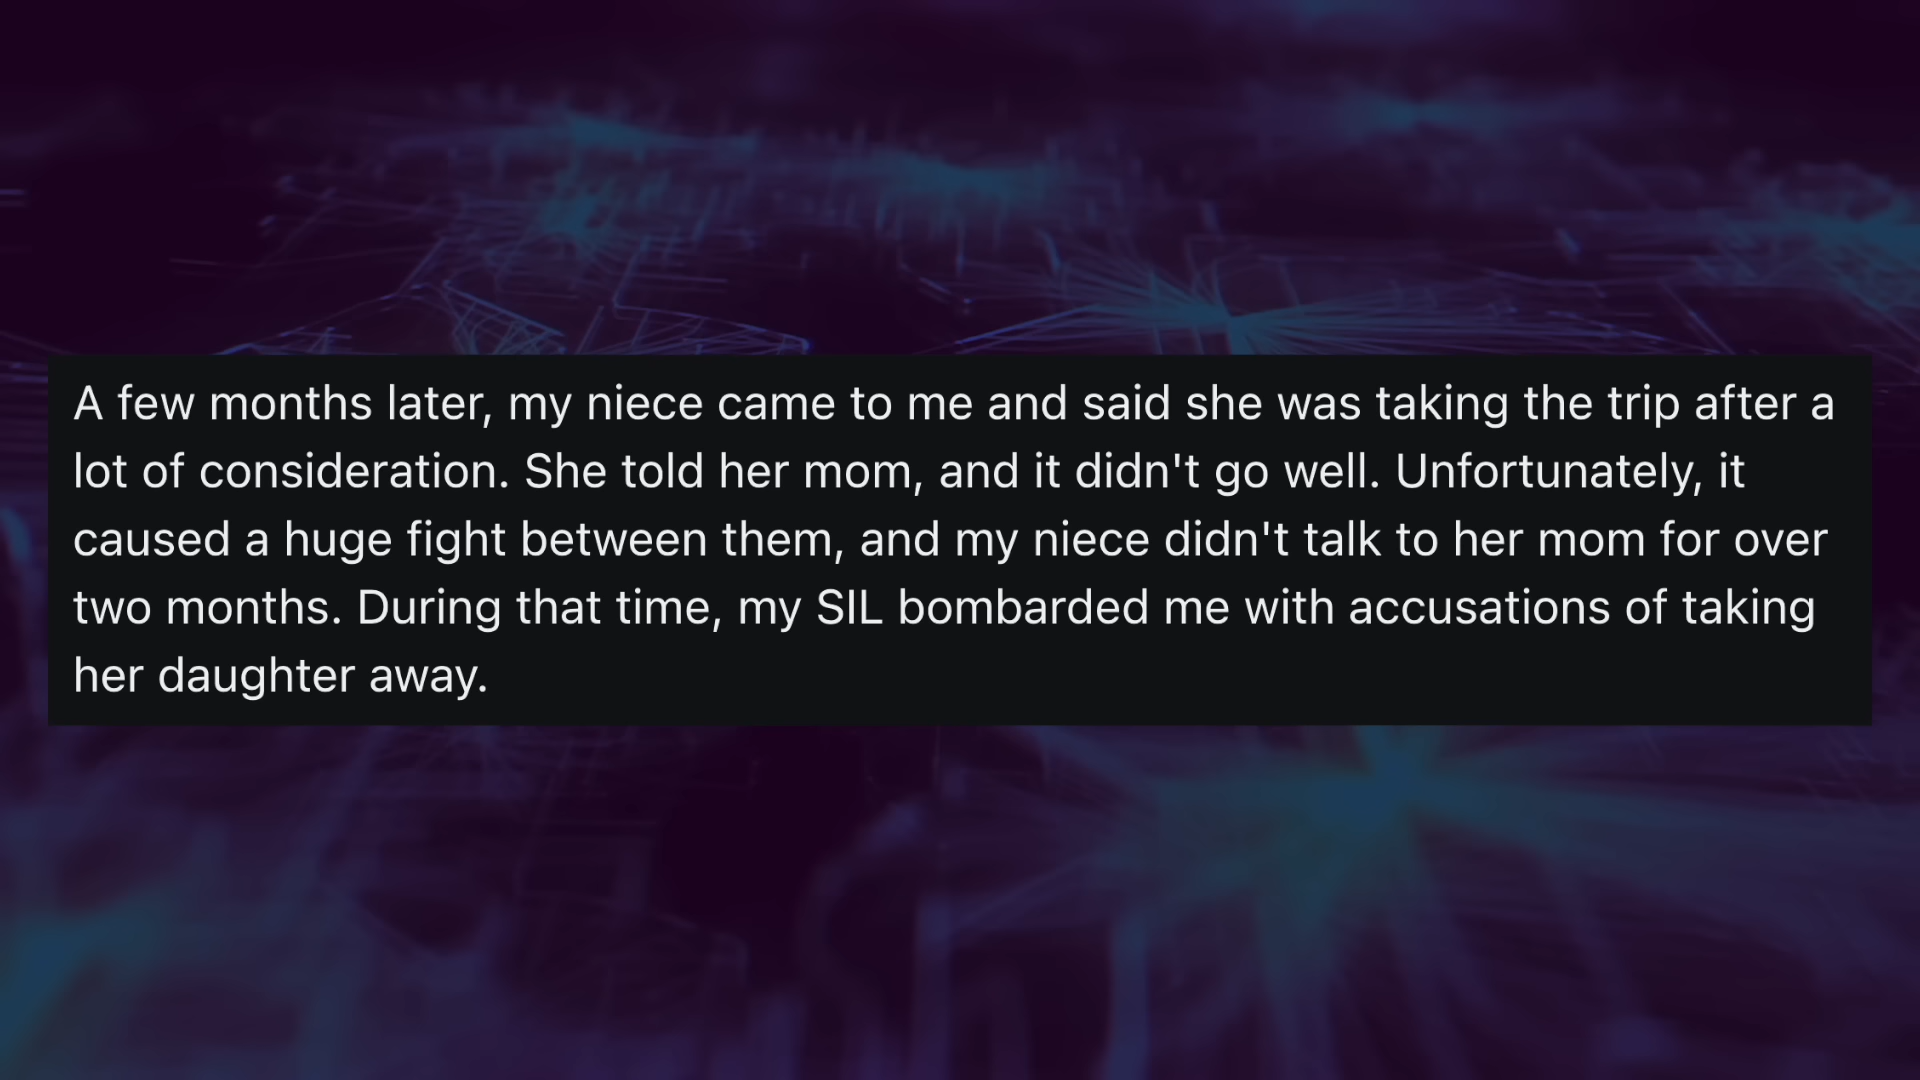 A few months later, my niece came to me and said she was taking the trip after a
lot of consideration. She told her mom, and it didn't go well. Unfortunately, it
caused a huge fight between them, and my niece didn't talk to her mom for over
two months. During that time, my SIL bombarded me with accusations of taking
her daughter away.